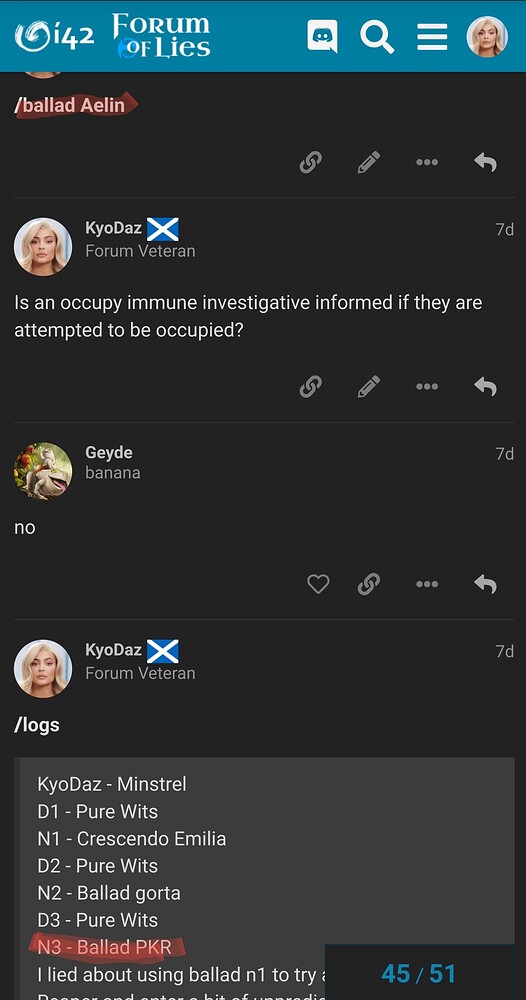 i42 Forum
of Lies
/ballad Aelin
KyoDaz 7d
Forum Veteran
Is an occupy immune investigative informed if they are
attempted to be occupied?
Geyde 7d
banana
no
KyoDaz 7d
Forum Veteran
/logs
KyoDaz - Minstrel
D1 - Pure Wits
N1 - Crescendo Emilia
D2 - Pure Wits
N2 - Ballad gorta
D3 - Pure Wits
N3 - Ballad PKR
I lied about using ballad n1 to try
45 / 51